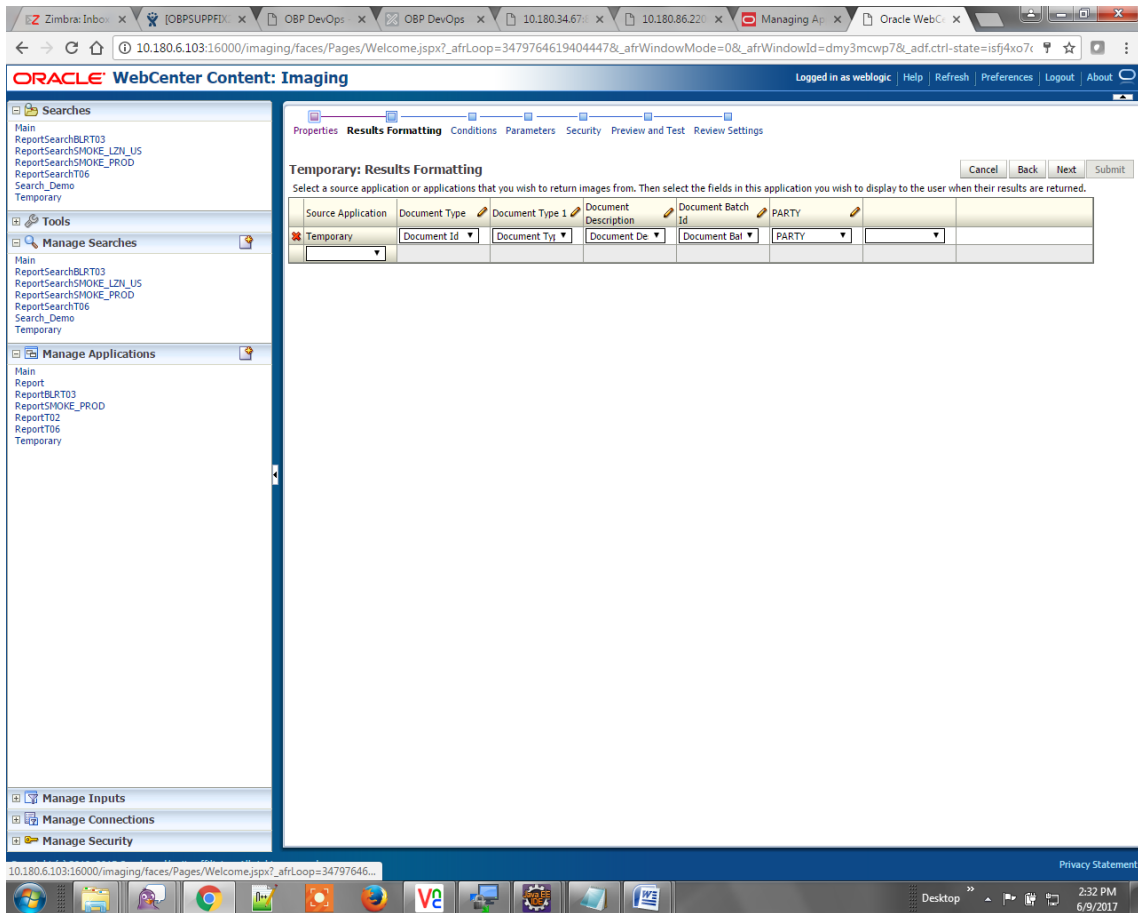 Zimbra: Inbox
[OBPSUPPFIX]
OBP DevOps -
OBP DevOps
10.180.34.67:
10.180.86.220
Managing Ap
Oracle WebCe
10.180.6.103:16000/imaging/faces/Pages/Welcome.jspx?_afrLoop=34797646194044​47&_afrWindowMode=0&_afrWindowId=dmy3mcwp7&_adf.ctrl-state=isfj4xo7c
ORACLE WebCenter Content: Imaging
Logged in as weblogic | Help | Refresh | Preferences | Logout | About
Searches
Main
ReportSearchBLRT03
ReportSearchSMOKE_LZN_US
ReportSearchSMOKE_PROD
ReportSearchT06
Search_Demo
Temporary
Tools
Manage Searches
Main
ReportSearchBLRT03
ReportSearchSMOKE_LZN_US
ReportSearchSMOKE_PROD
ReportSearchT06
Search_Demo
Temporary
Manage Applications
Main
Report
ReportBLRT03
ReportSMOKE_PROD
ReportT02
ReportT06
Temporary
Manage Inputs
Manage Connections
Manage Security
Properties Results Formatting Conditions Parameters Security Preview and Test Review Settings
Temporary: Results Formatting
Cancel Back Next Submit
Select a source application or applications that you wish to return images from. Then select the fields in this application you wish to display to the user when their results are returned.
Source Application Document Type Document Type 1 Document Description Document Batch Id PARTY
Temporary Document Id Document Typ Document De Document Bat PARTY
Privacy Statement
10.180.6.103:16000/imaging/faces/Pages/Welcome.jspx?_afrLoop=34797646...
Desktop
2:32 PM
6/9/2017